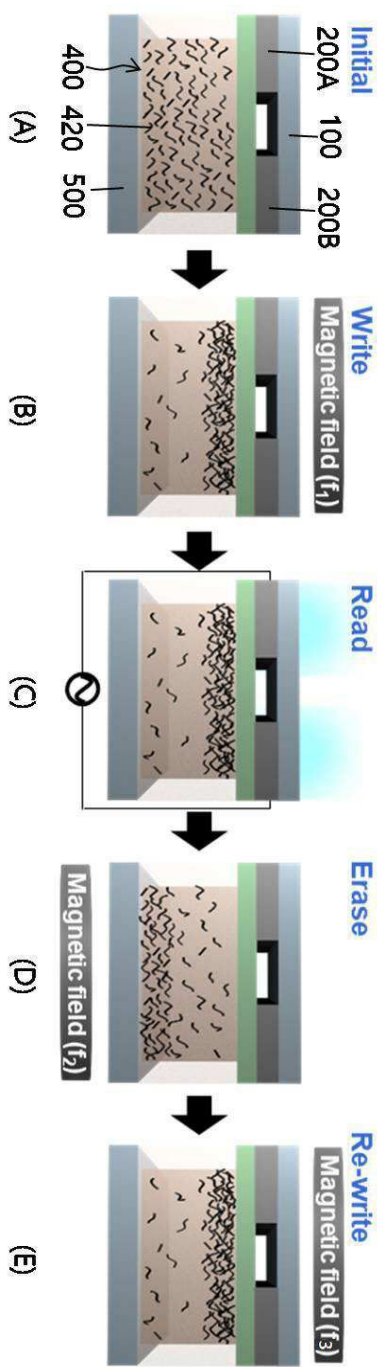 Initial
200A
100
200B
400
420
500
(A)
Write
Magnetic field (f₁)
(B)
Read
(C)
Erase
Magnetic field (f₂)
(D)
Re-write
Magnetic field (f₃)
(E)